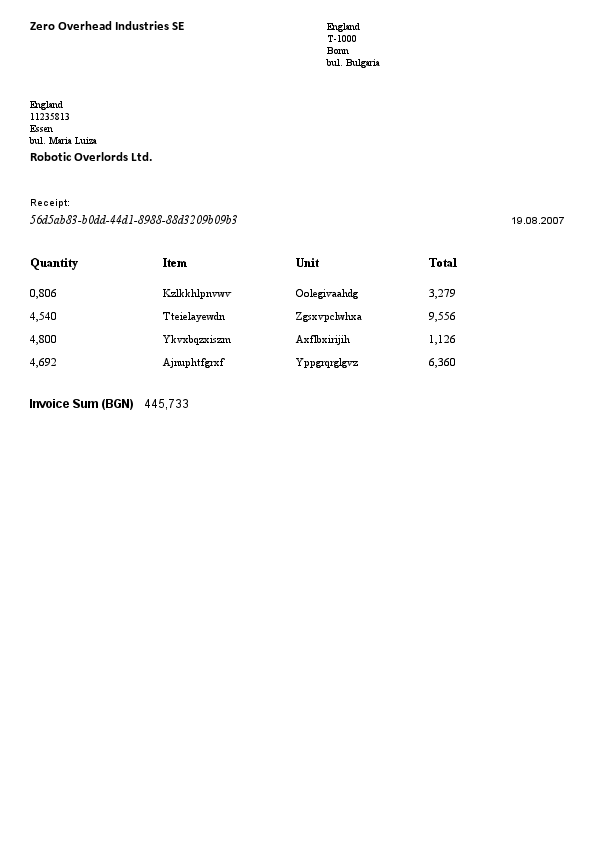 Zero Overhead Industries SE
England
T-1000
Bonn
bul. Bulgaria
England
11235813
Essen
bul. Maria Luiza
Robotic Overlords Ltd.
Receipt:
56d5ab83-b0dd-44d1-8988-88d3209b09b3 19.08.2007
Quantity Item Unit Total
0,806 Kzlkkhlpnvwv Oolegivaahdg 3,279
4,540 Tteielayewdn Zgsxvpclwhxa 9,556
4,800 Ykvxbqzxiszm Axflbxirijih 1,126
4,692 Ajnuphtfgrxf Yppgrqrglgvz 6,360
Invoice Sum (BGN) 445,733